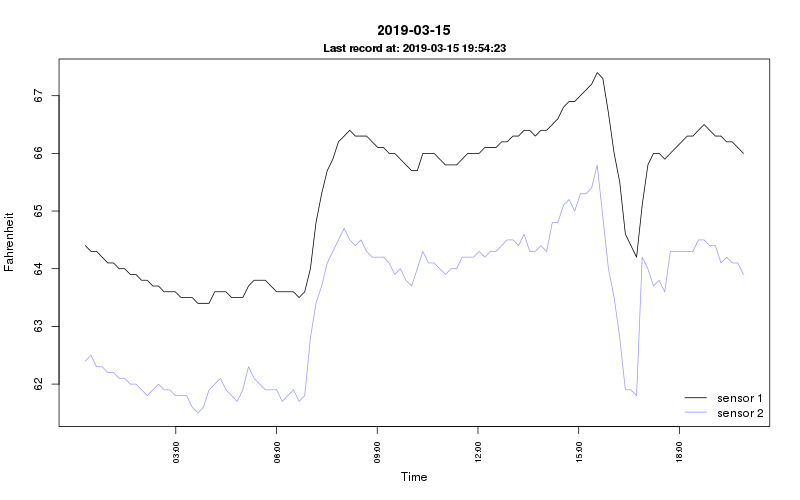 2019-03-15
Last record at: 2019-03-15 19:54:23
Fahrenheit
67
66
65
64
63
62
sensor 1
sensor 2
03:00
06:00
09:00
12:00
15:00
18:00
Time